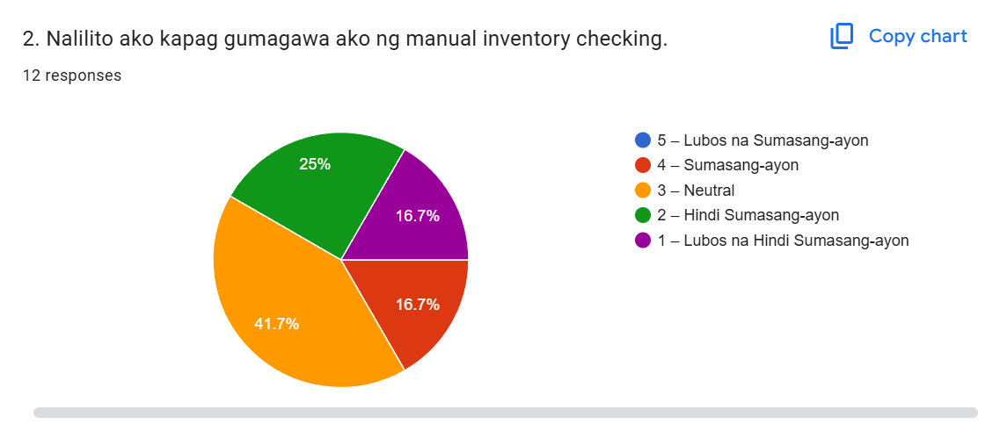 2. Nalilito ako kapag gumagawa ako ng manual inventory checking.
Copy chart
12 responses
25%
16.7%
41.7%
16.7%
5 – Lubos na Sumasang-ayon
4 – Sumasang-ayon
3 – Neutral
2 – Hindi Sumasang-ayon
1 – Lubos na Hindi Sumasang-ayon